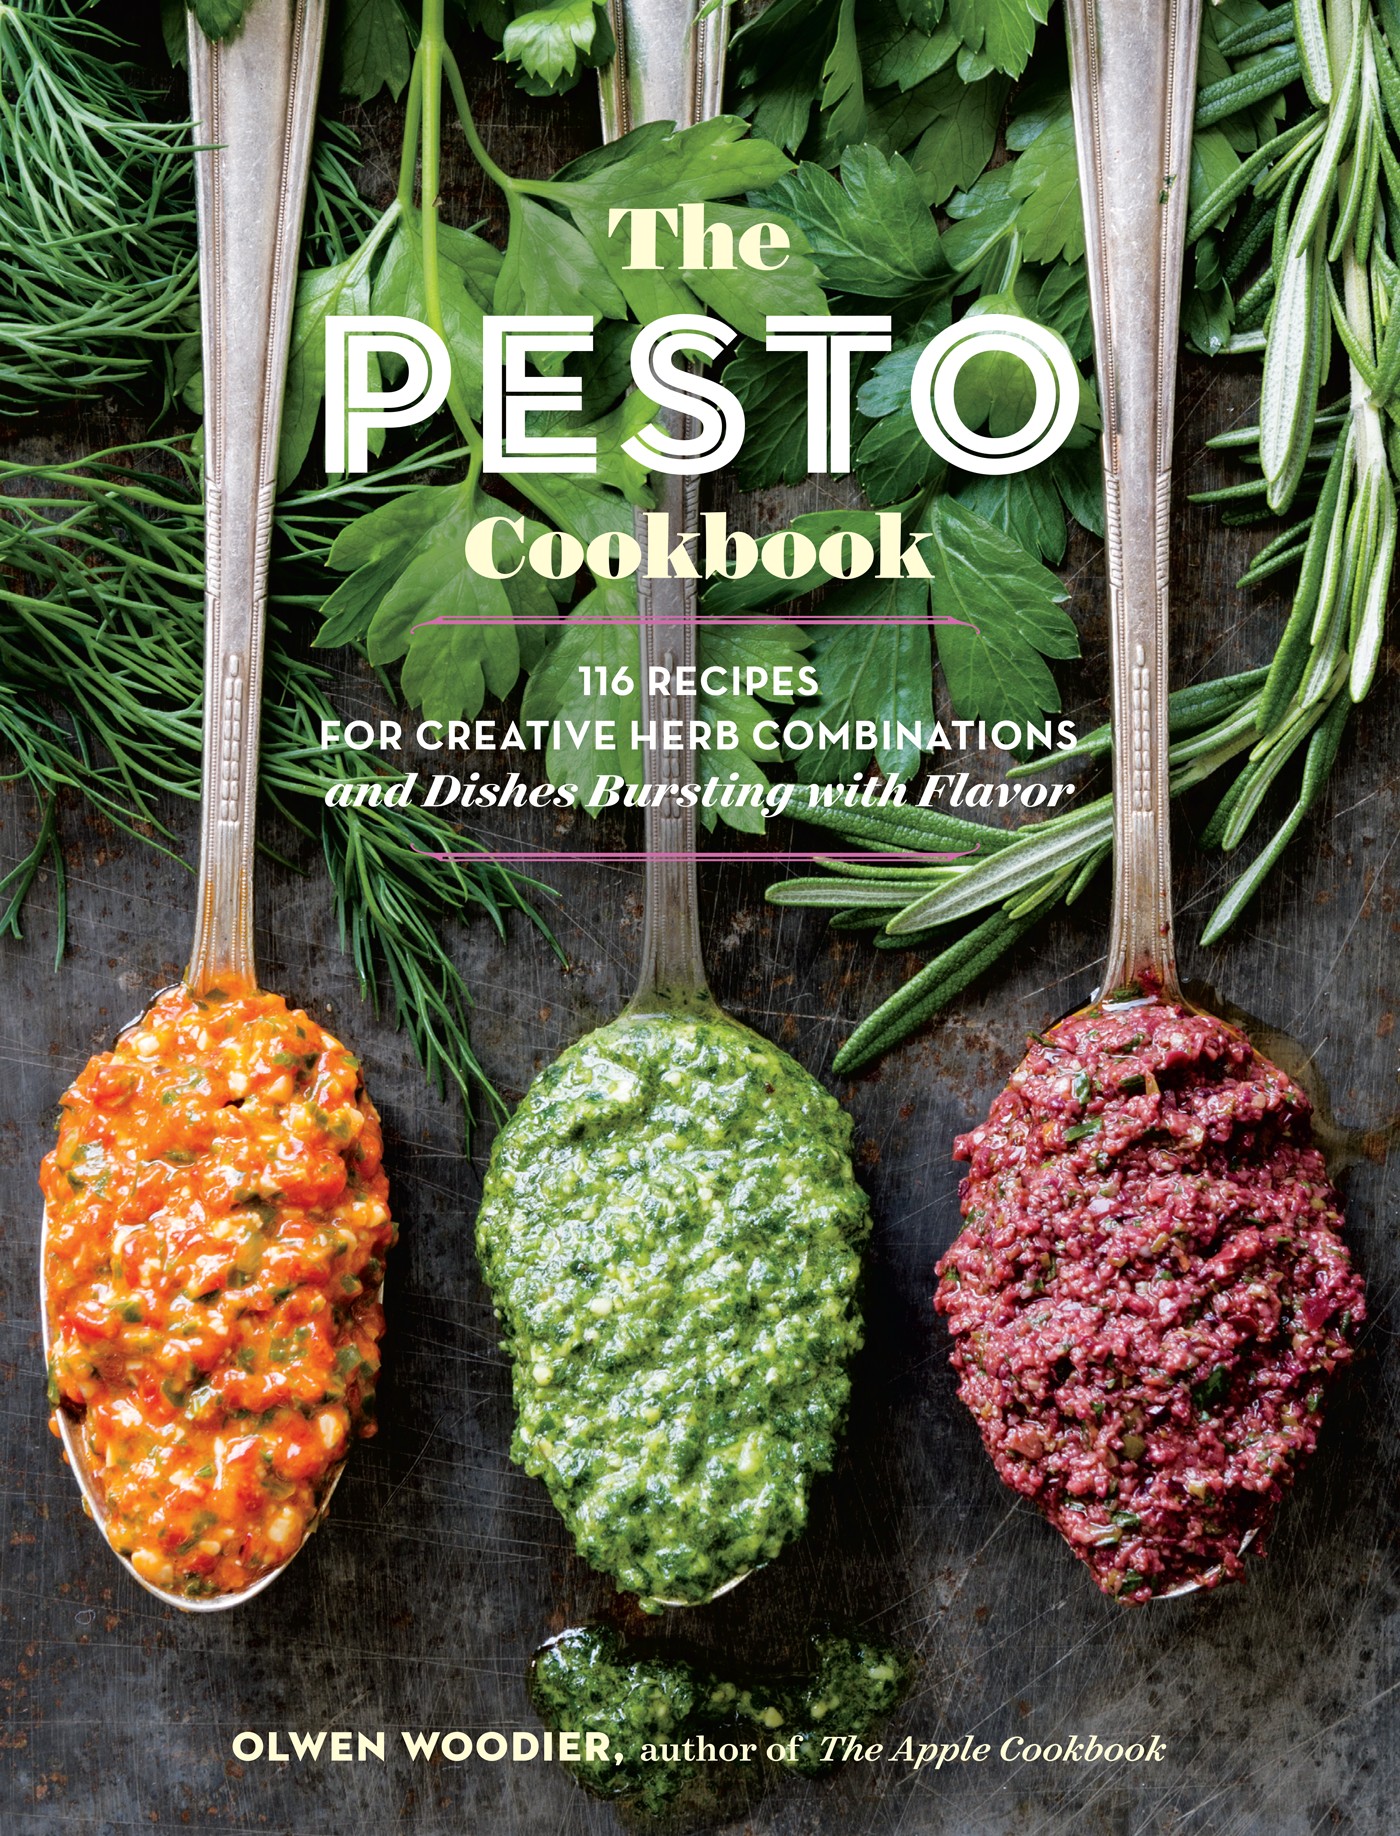 The
PESTO
Cookbook
116 RECIPES
FOR CREATIVE HERB COMBINATIONS
and Dishes Bursting with Flavor
OLWEN WOODIER, author of The Apple Cookbook